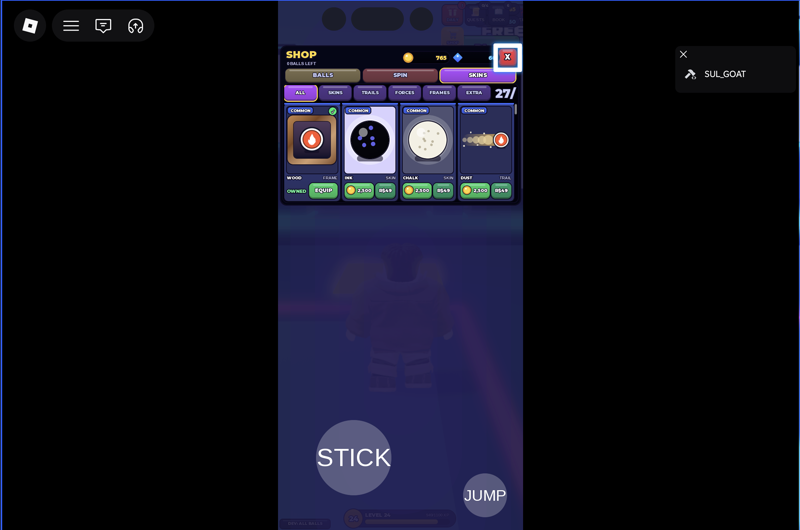 SHOP
0 BALLS LEFT
765
X
BALLS
SPIN
SKINS
ALL
SKINS
TRAILS
FORCES
FRAMES
EXTRA
27/
COMMON
COMMON
COMMON
COMMON
WOOD
FRAME
INK
SKIN
CHALK
SKIN
DUST
TRAIL
OWNED
EQUIP
2,500
R$49
2,500
R$49
2,500
R$49
SUL_GOAT
STICK
JUMP